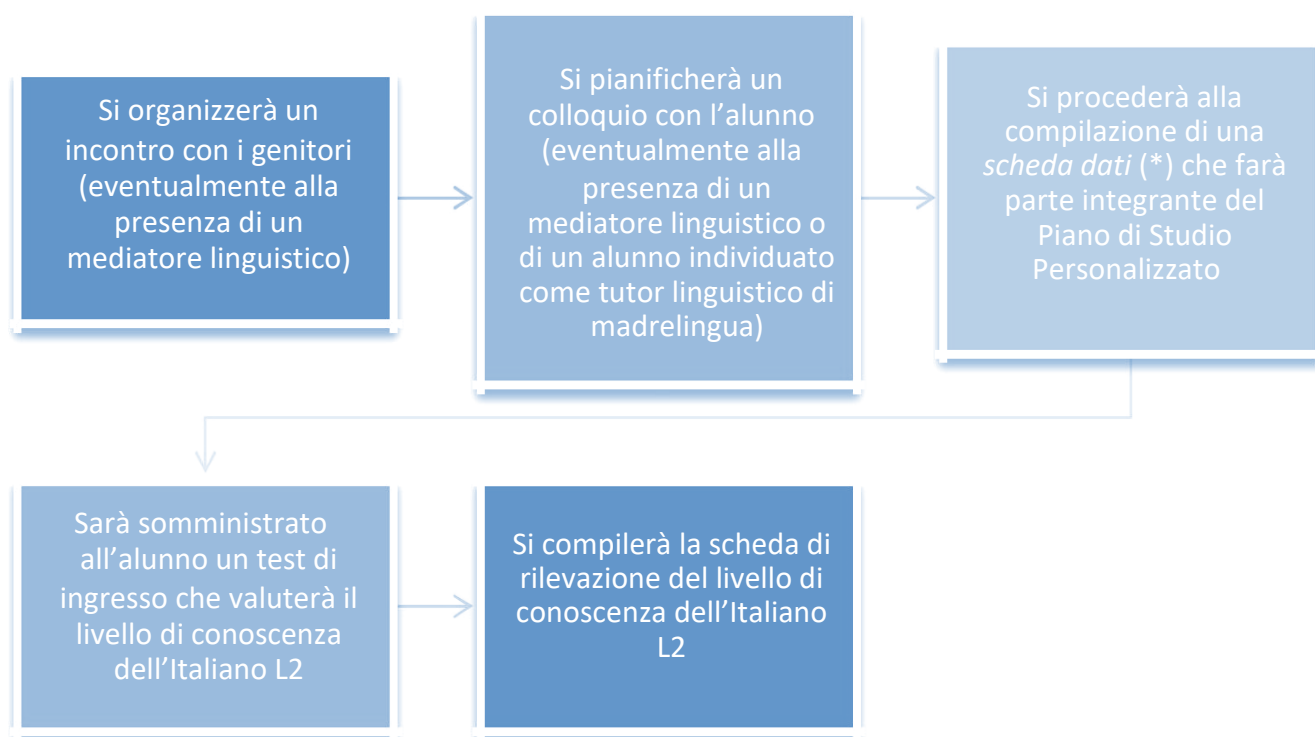 Si organizzerà un
incontro con i genitori
(eventualmente alla
presenza di un
mediatore linguistico)
Si pianificherà un
colloquio con l’alunno
(eventualmente alla
presenza di un
mediatore linguistico o
di un alunno individuato
come tutor linguistico di
madrelingua)
Si procederà alla
compilazione di una
scheda dati (*) che farà
parte integrante del
Piano di Studio
Personalizzato
Sarà somministrato
all’alunno un test di
ingresso che valuterà il
livello di conoscenza
dell’Italiano L2
Si compilerà la scheda di
rilevazione del livello di
conoscenza dell’Italiano
L2